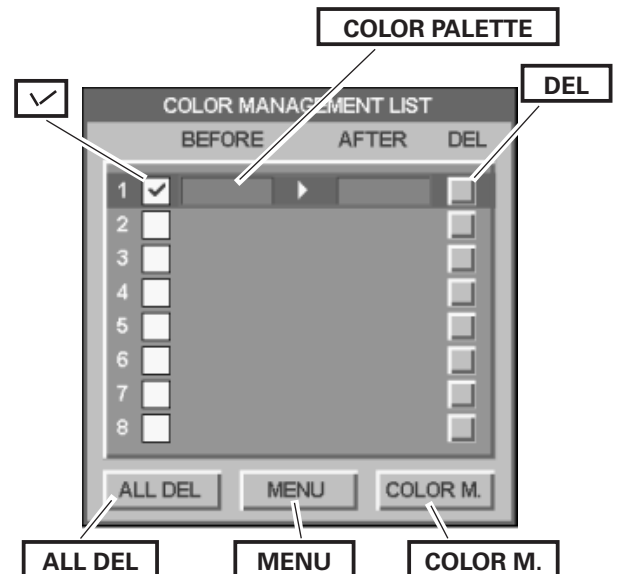 COLOR PALETTE
DEL
COLOR MANAGEMENT LIST
BEFORE AFTER DEL
1
2
3
4
5
6
7
8
ALL DEL MENU COLOR M.
ALL DEL MENU COLOR M.